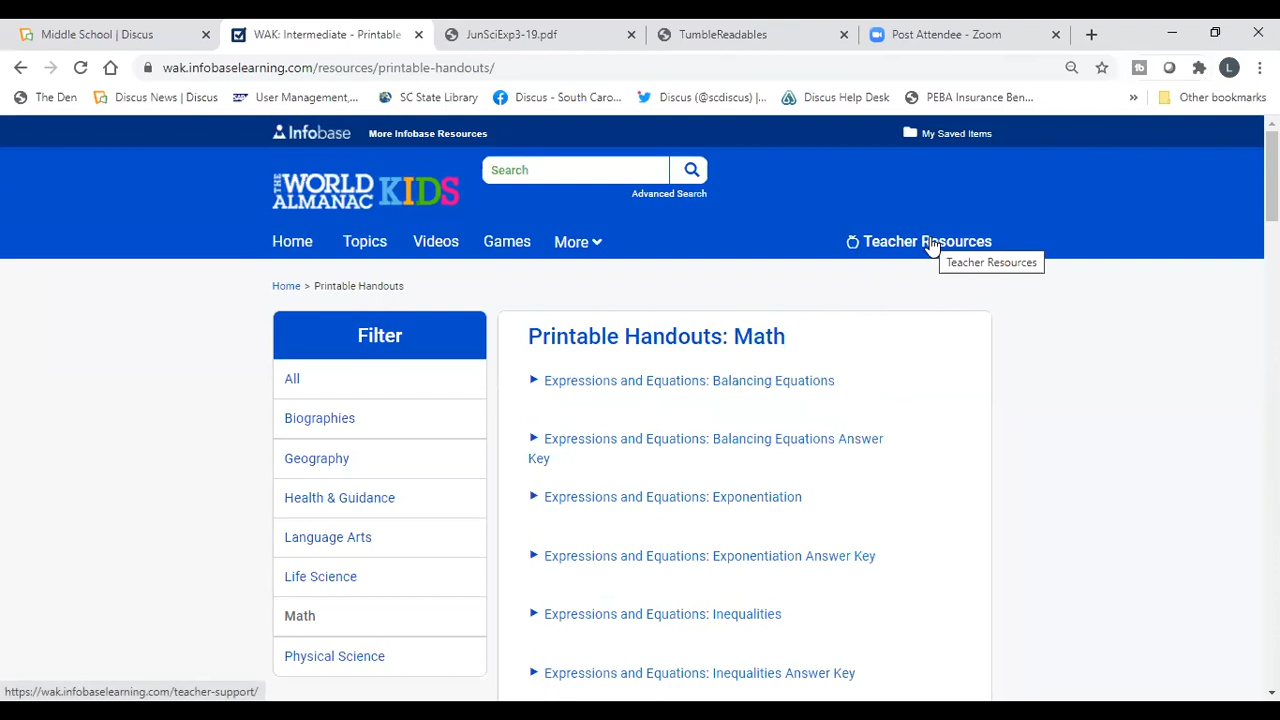 Middle School | Discus
WAK: Intermediate - Printable
JunSciExp3-19.pdf
TumbleReadables
Post Attendee - Zoom
wak.infobaselearning.com/resources/printable-handouts/
L
The Den
Discus News | Discus
User Management,...
SC State Library
Discus - South Caro...
Discus (@scdiscus) |...
Discus Help Desk
PEBA Insurance Ben...
Other bookmarks
Infobase
More Infobase Resources
My Saved Items
THE WORLD ALMANAC KIDS
Search
Advanced Search
Home
Topics
Videos
Games
More
Teacher Resources
Teacher Resources
Home > Printable Handouts
Filter
All
Biographies
Geography
Health & Guidance
Language Arts
Life Science
Math
Physical Science
Printable Handouts: Math
Expressions and Equations: Balancing Equations
Expressions and Equations: Balancing Equations Answer
Key
Expressions and Equations: Exponentiation
Expressions and Equations: Exponentiation Answer Key
Expressions and Equations: Inequalities
Expressions and Equations: Inequalities Answer Key
https://wak.infobaselearning.com/teacher-support/